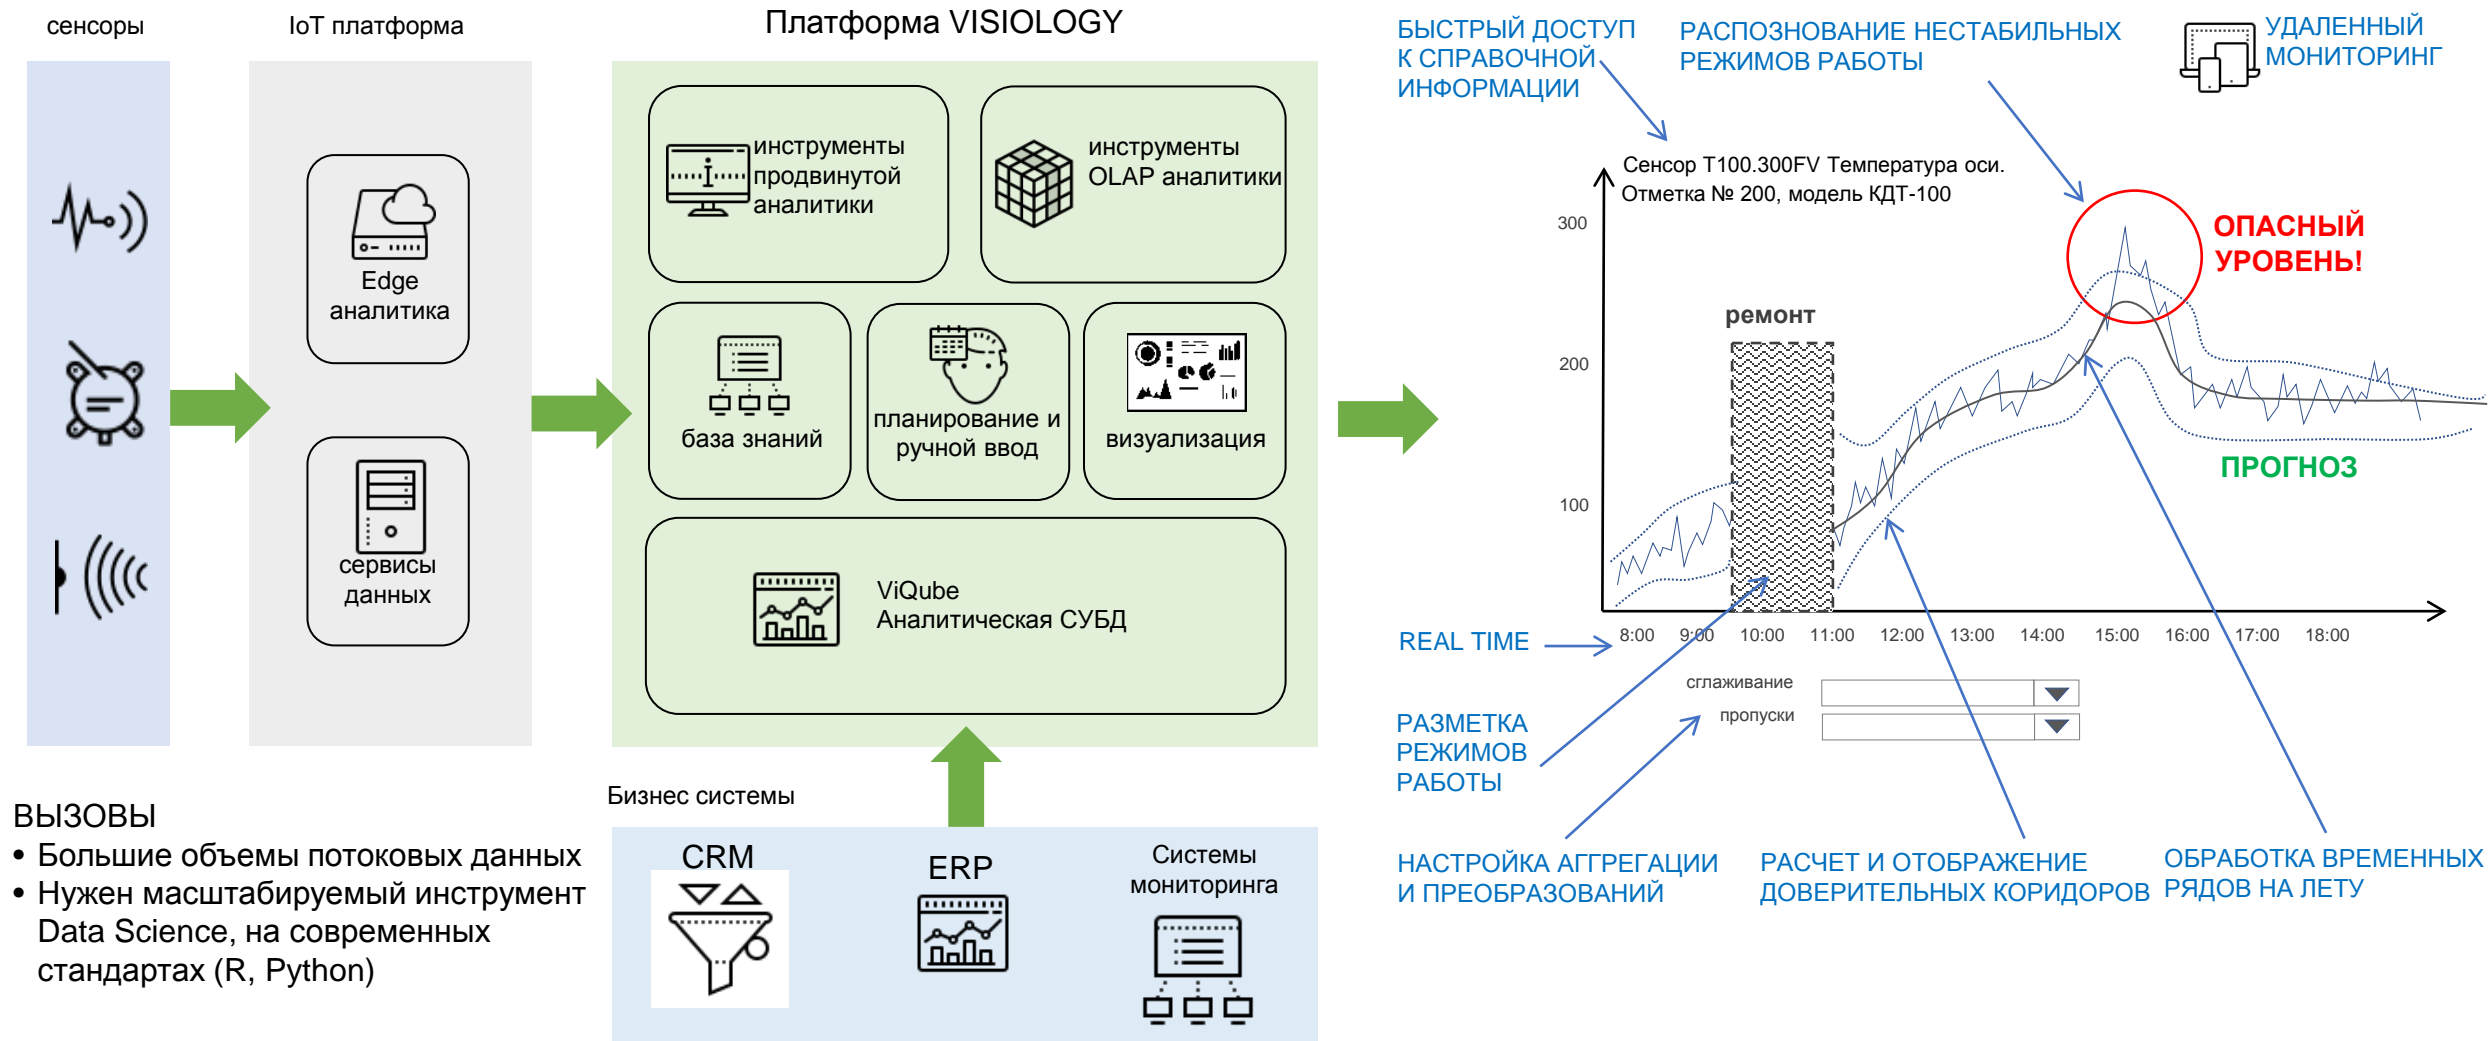 сенсоры
IoT платформа
Платформа VISIOLOGY
Edge
аналитика
сервисы
данных
инструменты
продвинутой
аналитики
инструменты
OLAP аналитики
база знаний
планирование и
ручной ввод
визуализация
ViQube
Аналитическая СУБД
Бизнес системы
CRM
ERP
Системы
мониторинга
ВЫЗОВЫ
• Большие объемы потоковых данных
• Нужен масштабируемый инструмент
Data Science, на современных
стандартах (R, Python)
БЫСТРЫЙ ДОСТУП
К СПРАВОЧНОЙ
ИНФОРМАЦИИ
РАСПОЗНОВАНИЕ НЕСТАБИЛЬНЫХ
РЕЖИМОВ РАБОТЫ
УДАЛЕННЫЙ
МОНИТОРИНГ
Сенсор T100.300FV Температура оси.
Отметка № 200, модель КДТ-100
300
200
100
ремонт
ОПАСНЫЙ
УРОВЕНЬ!
ПРОГНОЗ
REAL TIME
8:00 9:00 10:00 11:00 12:00 13:00 14:00 15:00 16:00 17:00 18:00
сглаживание
пропуски
РАЗМЕТКА
РЕЖИМОВ
РАБОТЫ
НАСТРОЙКА АГГРЕГАЦИИ
И ПРЕОБРАЗОВАНИЙ
РАСЧЕТ И ОТОБРАЖЕНИЕ
ДОВЕРИТЕЛЬНЫХ КОРИДОРОВ
ОБРАБОТКА ВРЕМЕННЫХ
РЯДОВ НА ЛЕТУ